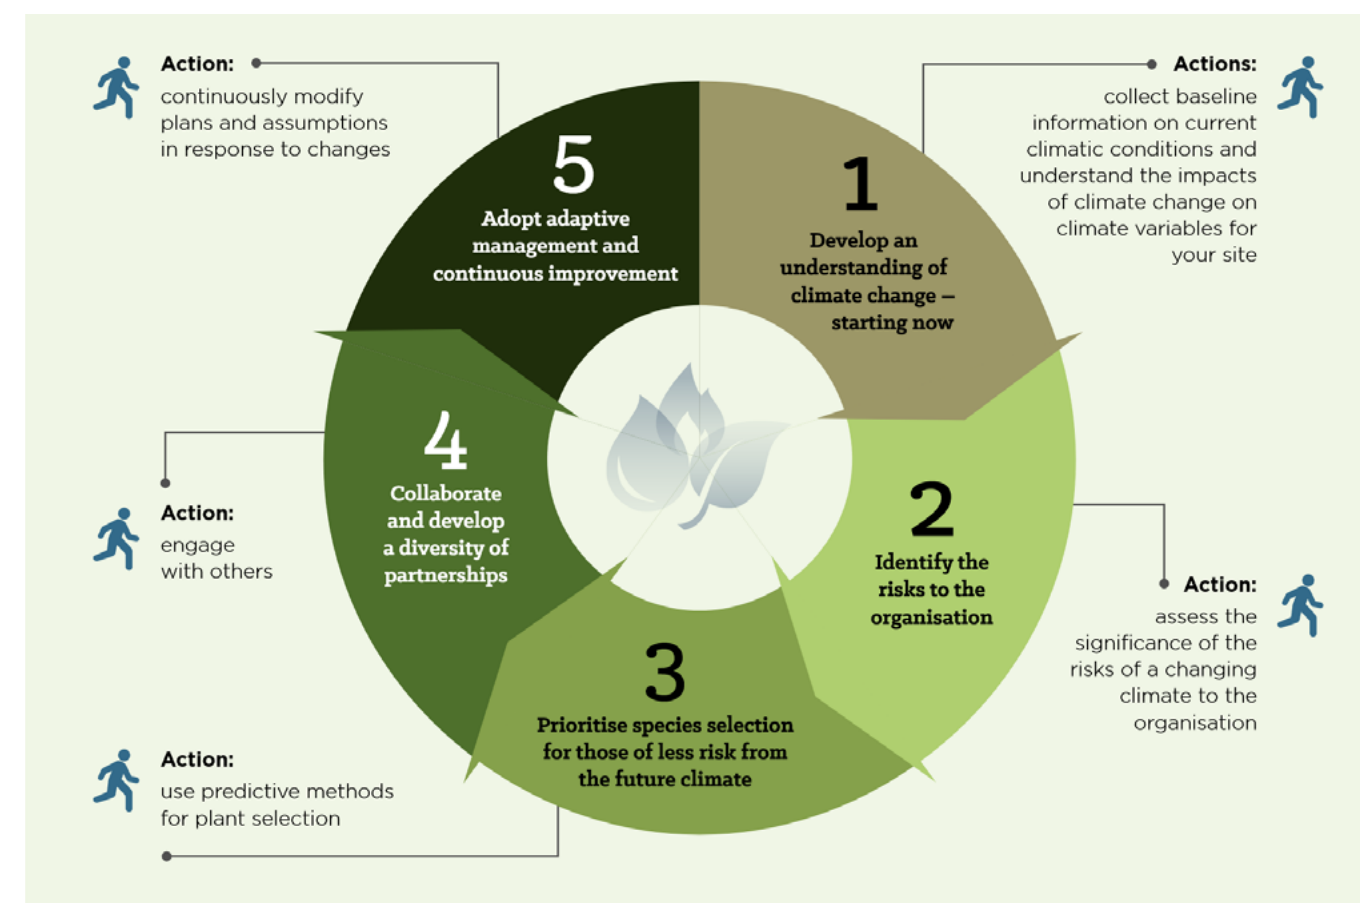 Action:
continuously modify
plans and assumptions
in response to changes
Actions:
collect baseline
information on current
climatic conditions and
understand the impacts
of climate change on
climate variables for
your site
5
Adopt adaptive
management and
continuous improvement
1
Develop an
understanding of
climate change –
starting now
4
Collaborate
and develop
a diversity of
partnerships
2
Identify the
risks to the
organisation
Action:
engage
with others
Action:
assess the
significance of the
risks of a changing
climate to the
organisation
3
Prioritise species selection
for those of less risk from
the future climate
Action:
use predictive methods
for plant selection